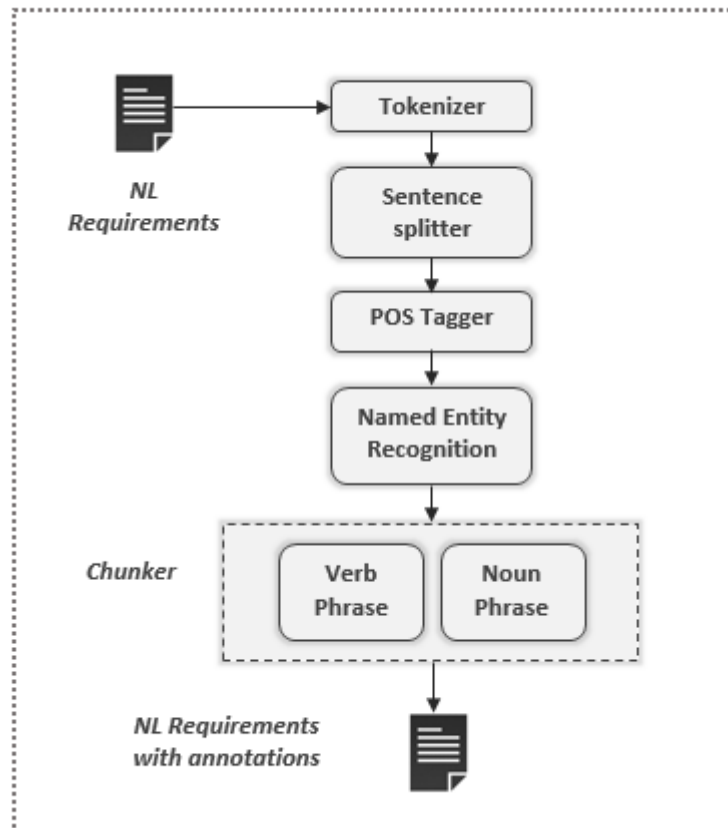 Tokenizer
NL
Requirements
Sentence
splitter
POS Tagger
Named Entity
Recognition
Chunker
Verb
Phrase
Noun
Phrase
NL Requirements
with annotations